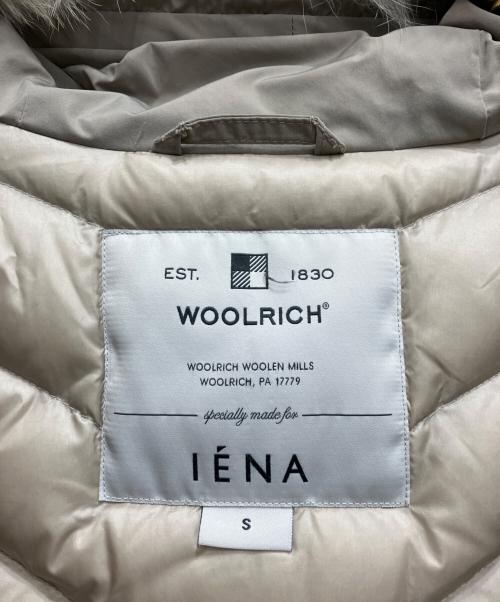 EST. 1830
WOOLRICH®
WOOLRICH WOOLEN MILLS
WOOLRICH, PA 17779
specially made for
IÉNA
S